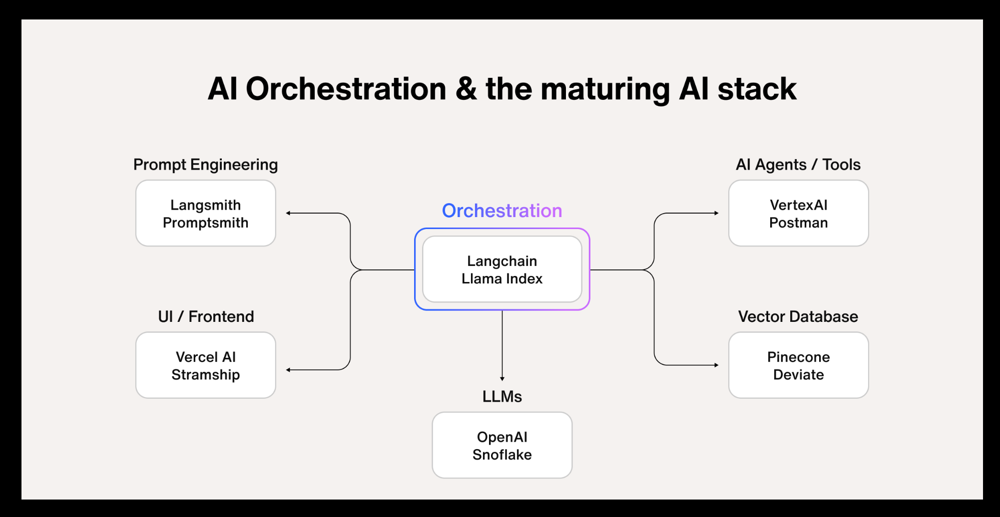 AI Orchestration & the maturing AI stack
Prompt Engineering
Langsmith
Promptsmith
UI / Frontend
Vercel AI
Stramship
Orchestration
Langchain
Llama Index
LLMs
OpenAI
Snoflake
AI Agents / Tools
VertexAI
Postman
Vector Database
Pinecone
Deviate